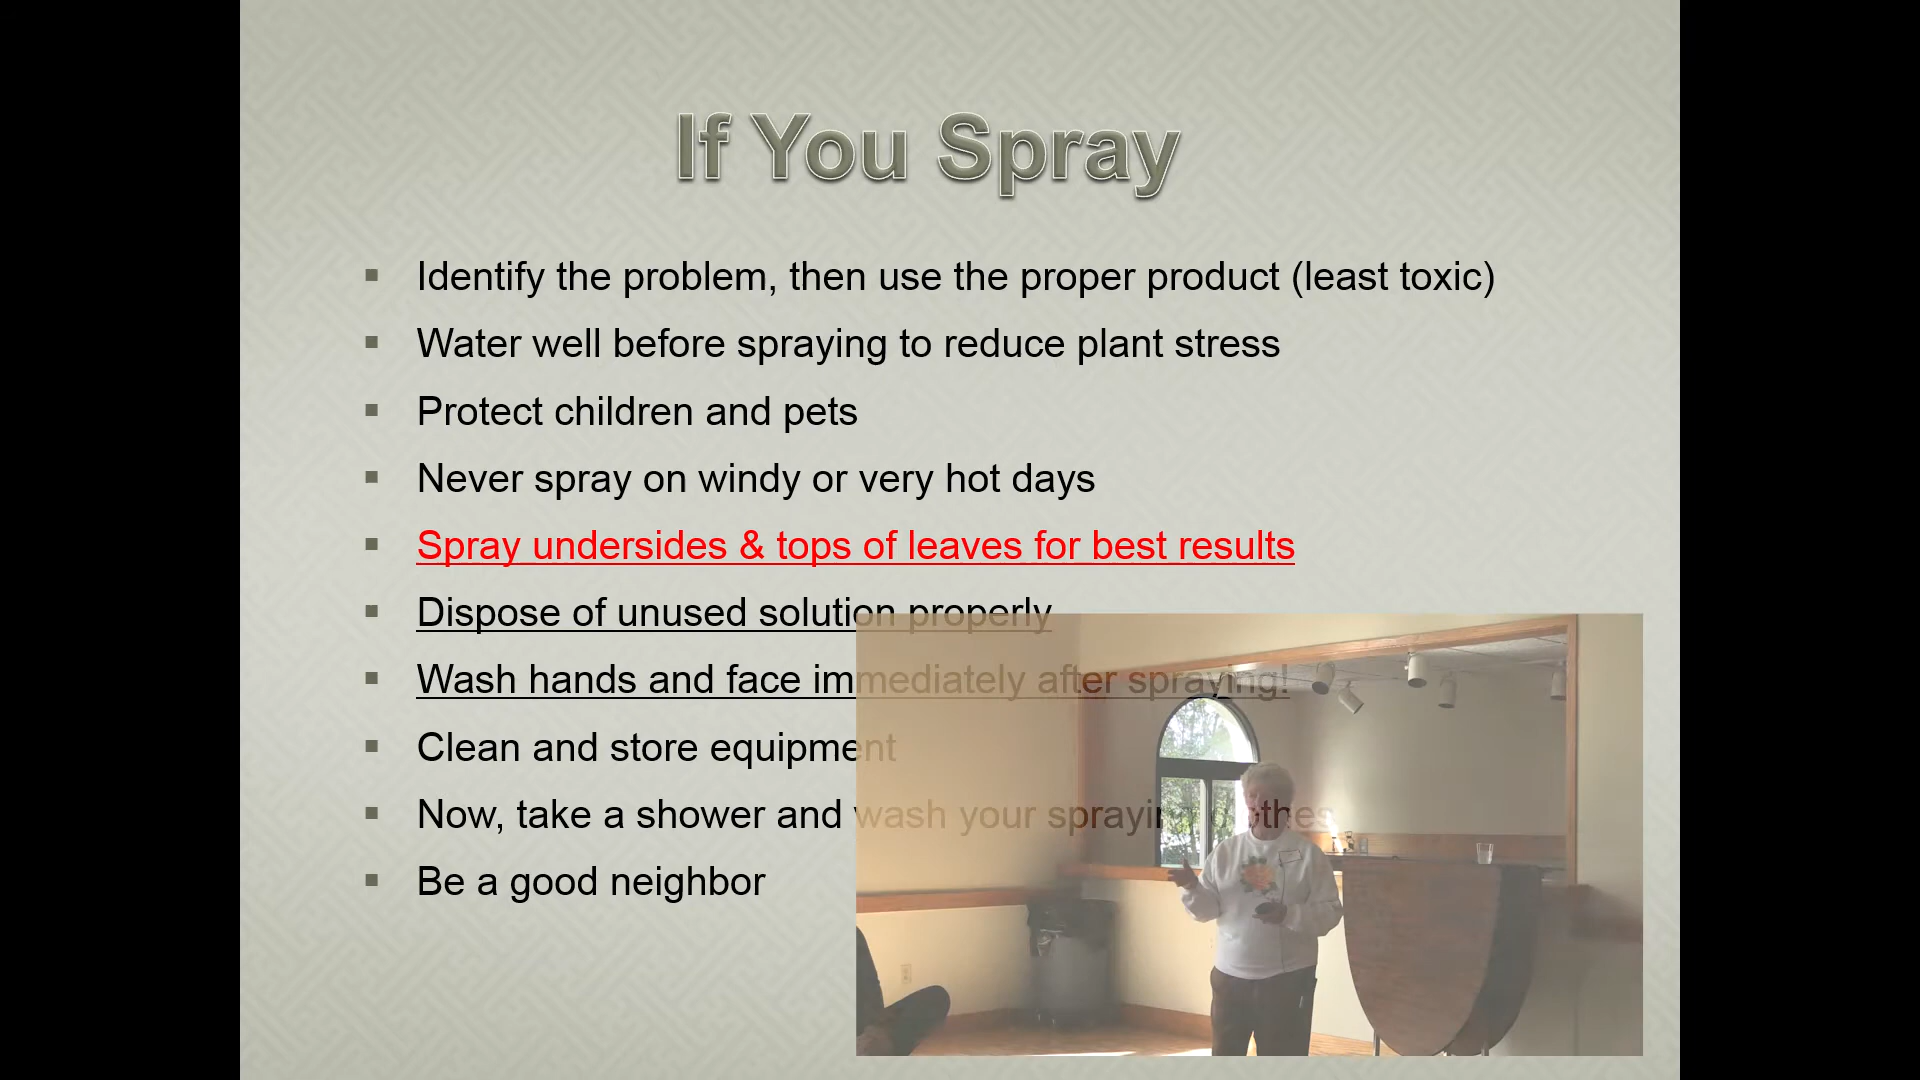 If You Spray
Identify the problem, then use the proper product (least toxic)
Water well before spraying to reduce plant stress
Protect children and pets
Never spray on windy or very hot days
Spray undersides & tops of leaves for best results
Dispose of unused solution properly
Wash hands and face immediately after spraying!
Clean and store equipment
Now, take a shower and wash your spraying clothes
Be a good neighbor